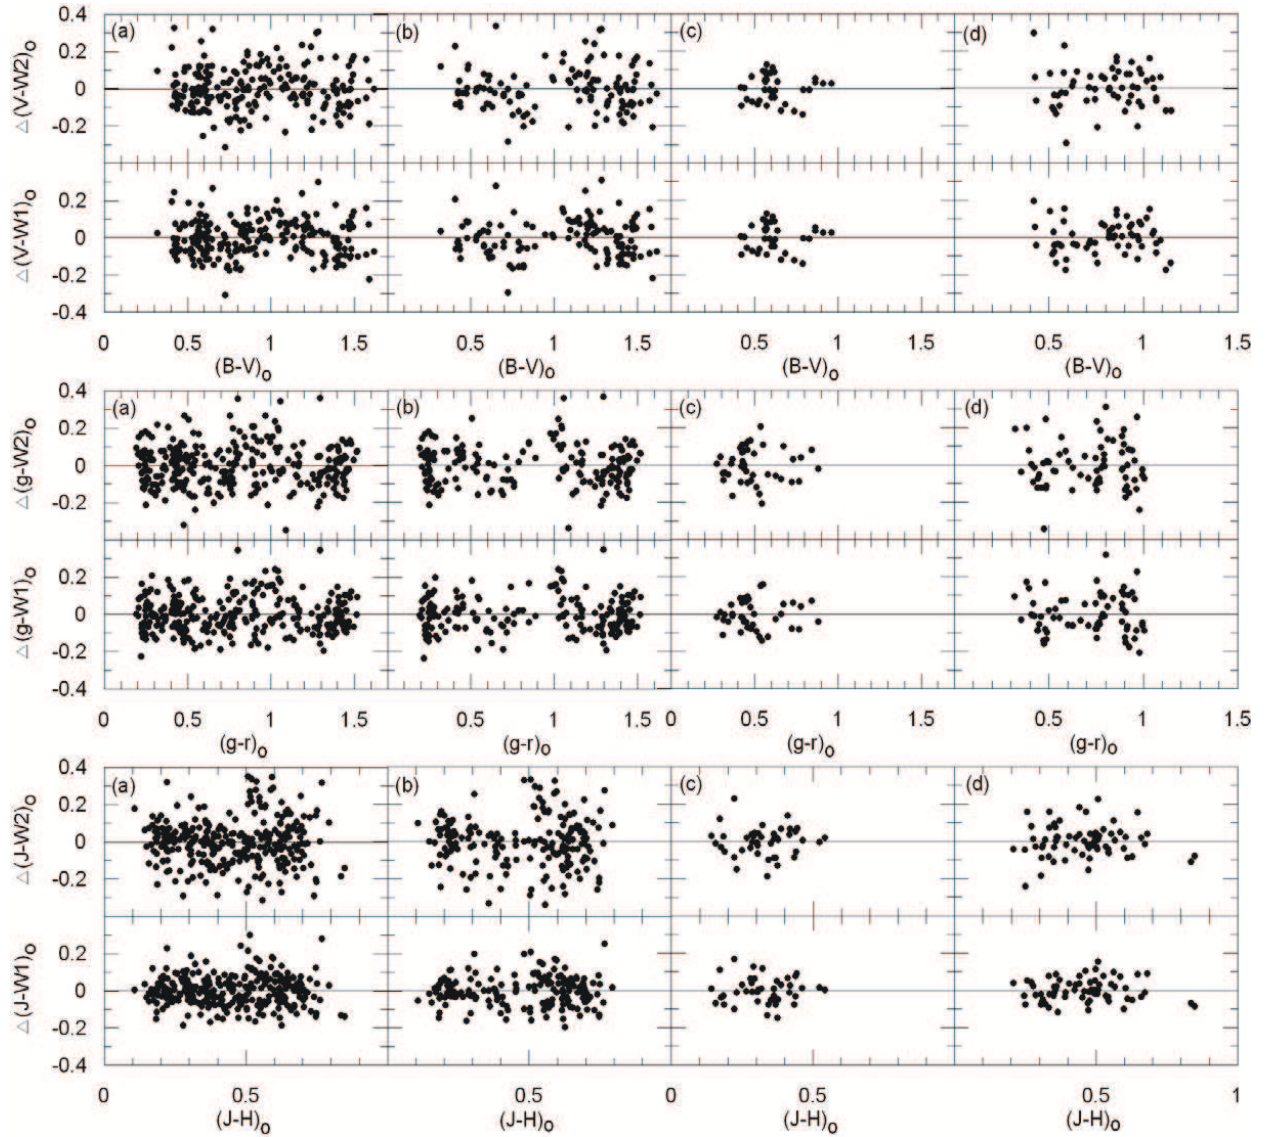 (a) (b) (c) (d)
△(V-W2)o
0.4
0.2
0
-0.2
△(V-W1)o
0.2
0
-0.2
-0.4
0 0.5 1 1.5 0 0.5 1 1.5 0 0.5 1 0.5 1 1.5
(B-V)o (B-V)o (B-V)o (B-V)o
(a) (b) (c) (d)
△(g-W2)o
0.4
0.2
0
-0.2
△(g-W1)o
0.2
0
-0.2
-0.4
0 0.5 1 1.5 0 0.5 1 1.5 0 0.5 1 0.5 1 1.5
(g-r)o (g-r)o (g-r)o (g-r)o
(a) (b) (c) (d)
△(J-W2)o
0.4
0.2
0
-0.2
△(J-W1)o
0.2
0
-0.2
-0.4
0 0.5 0.5 0 0.5 0.5 1
(J-H)o (J-H)o (J-H)o (J-H)o